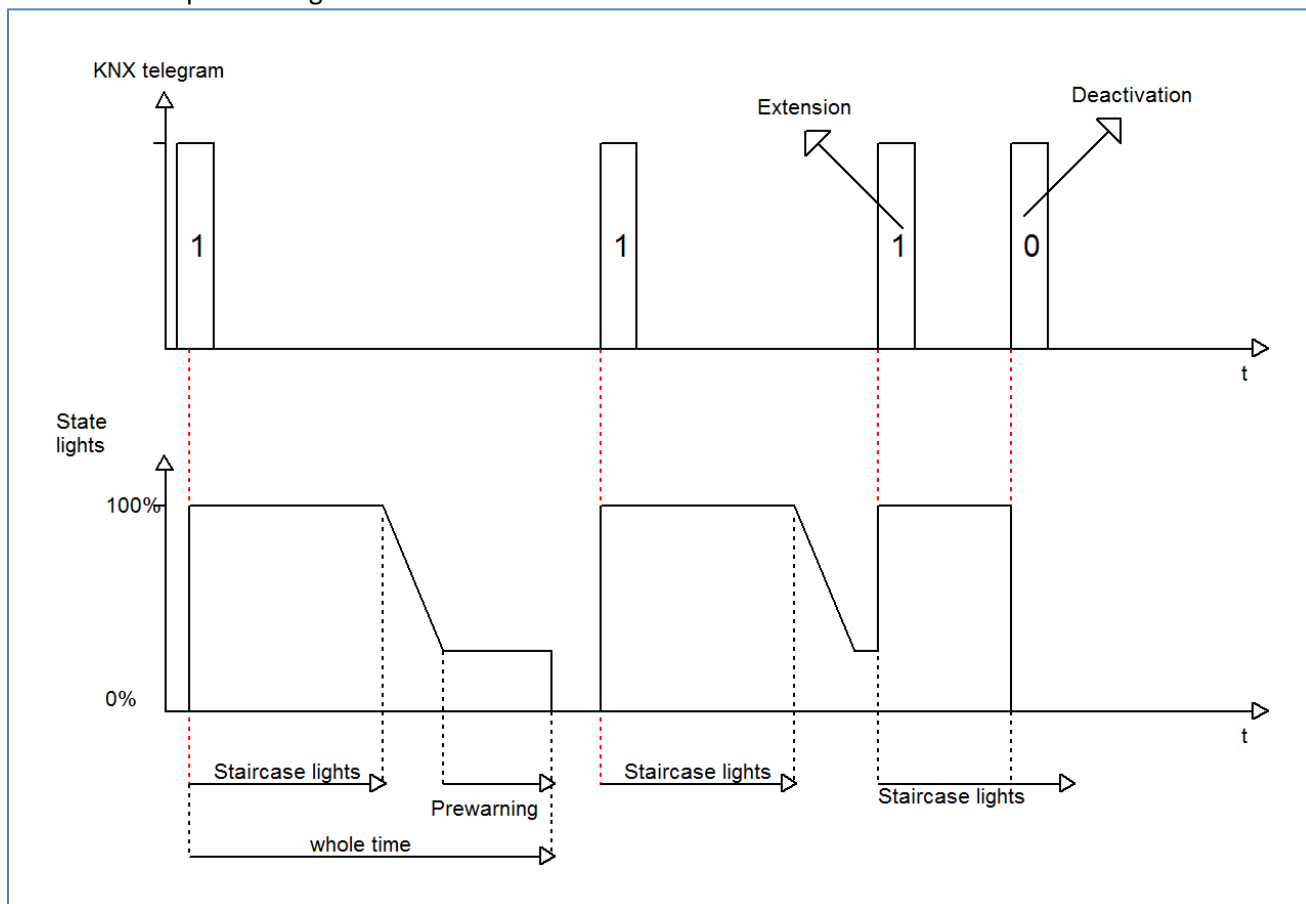 KNX telegram
Extension
Deactivation
1
1
1
0
t
State
lights
100%
0%
t
Staircase lights
Staircase lights
Staircase lights
Prewarning
whole time